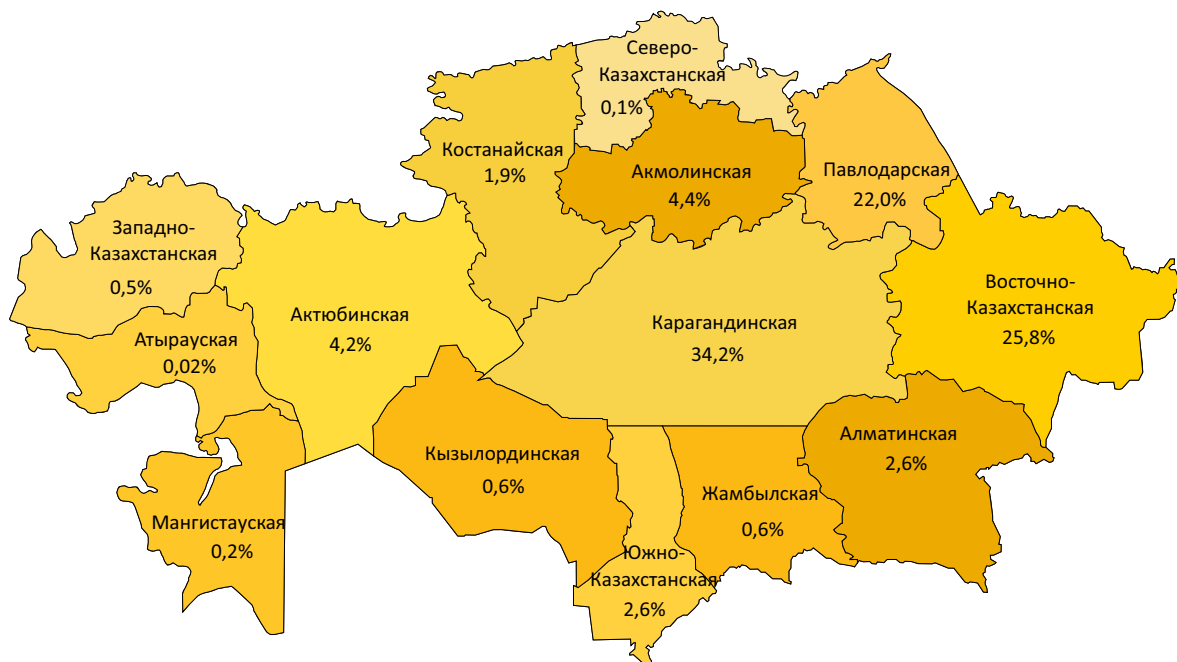 Северо-
Казахстанская
0,1%
Костанайская
1,9%
Акмолинская
4,4%
Павлодарская
22,0%
Западно-
Казахстанская
0,5%
Актюбинская
4,2%
Атырауская
0,02%
Карагандинская
34,2%
Восточно-
Казахстанская
25,8%
Мангистауская
0,2%
Кызылординская
0,6%
Южно-
Казахстанская
2,6%
Жамбылская
0,6%
Алматинская
2,6%